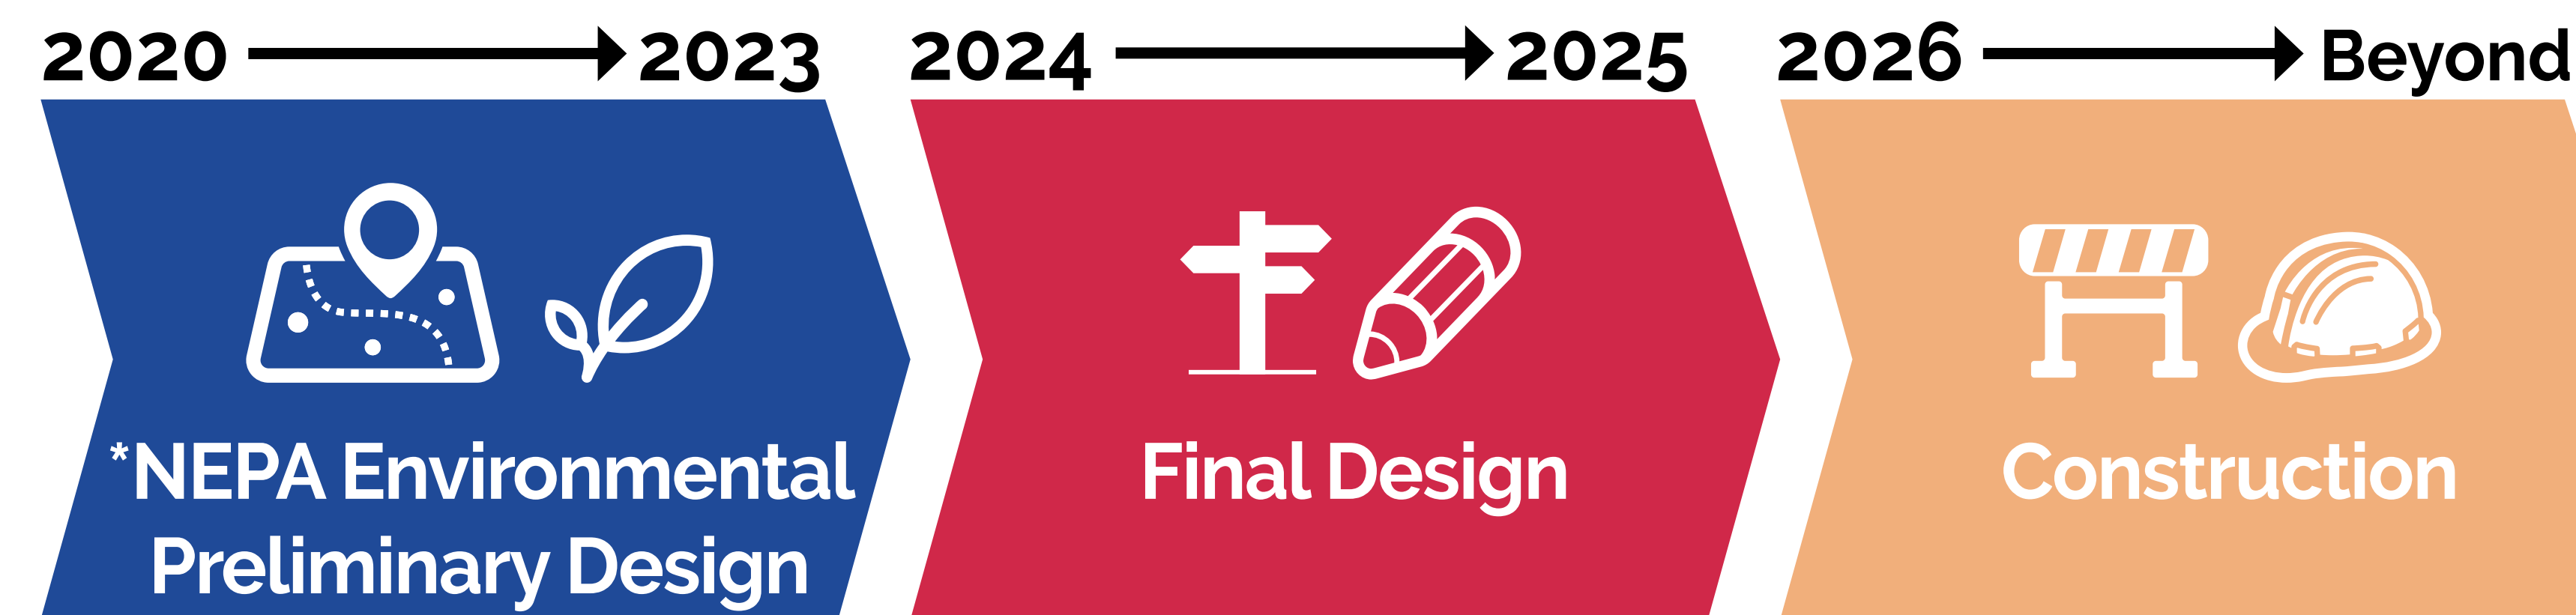 2020 2023 2024 2025 2026 Beyond
*NEPA Environmental
Preliminary Design
Final Design
Construction